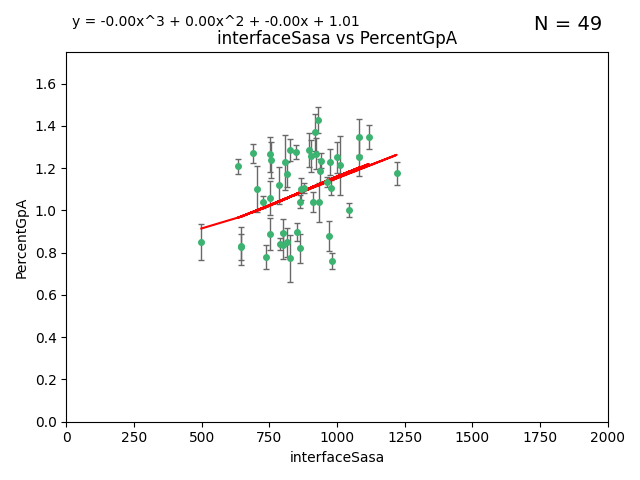 y = -0.00x^3 + 0.00x^2 + -0.00x + 1.01
N = 49
interfaceSasa vs PercentGpA
PercentGpA
1.6
1.4
1.2
1.0
0.8
0.6
0.4
0.2
0.0
0 250 500 750 1000 1250 1500 1750 2000
interfaceSasa